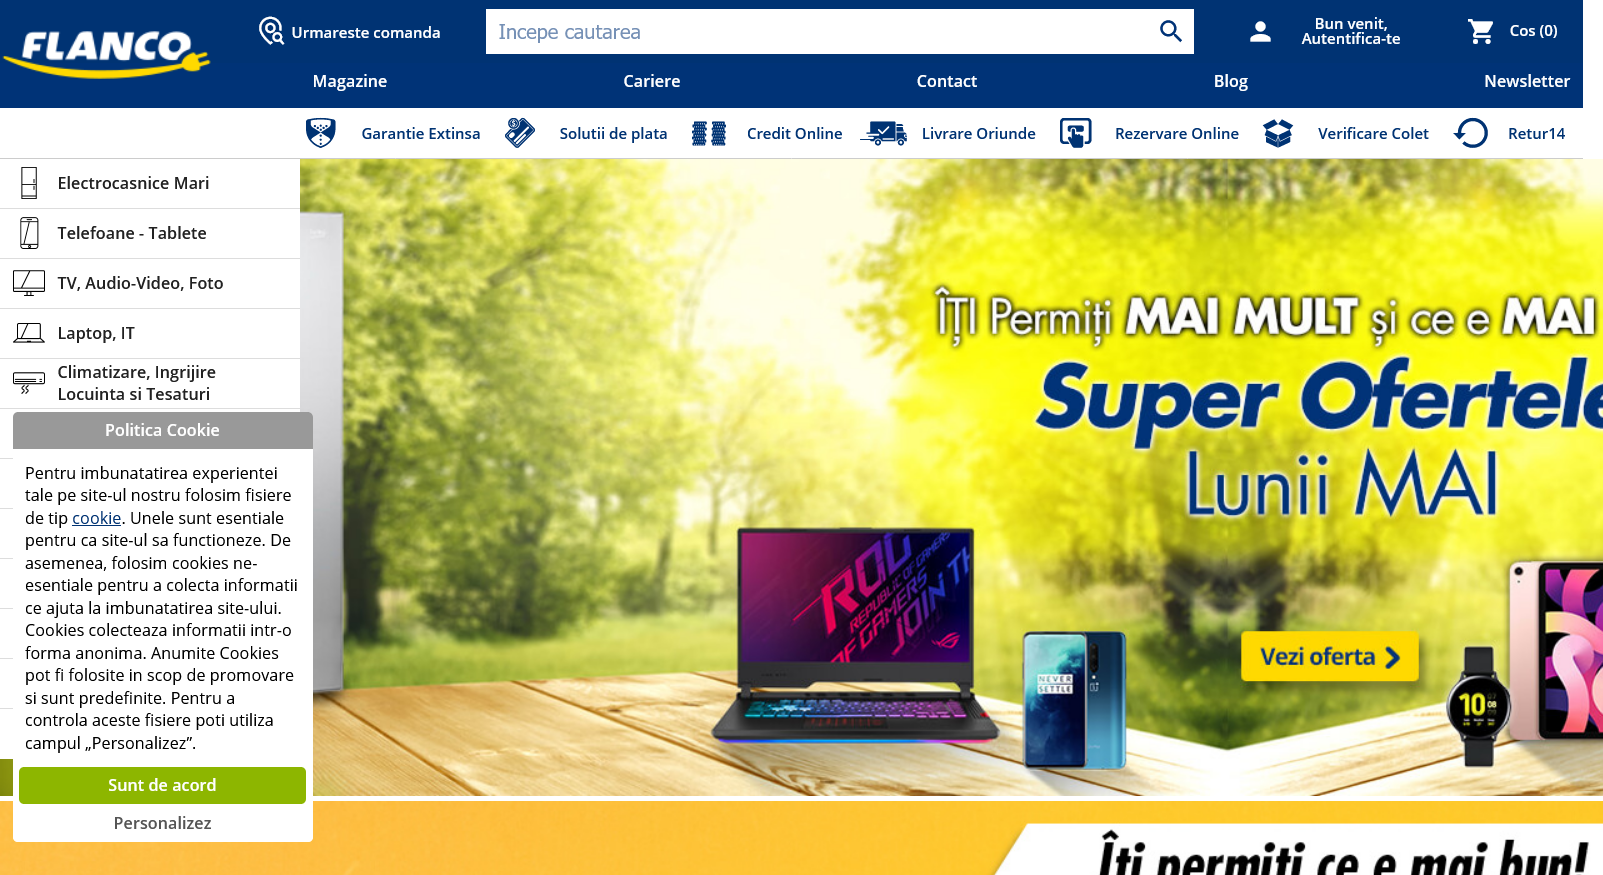 FLANCO
Urmareste comanda
Incepe cautarea
Bun venit,
Autentifica-te
Cos (0)
Magazine
Cariere
Contact
Blog
Newsletter
Garantie Extinsa
Solutii de plata
Credit Online
Livrare Oriunde
Rezervare Online
Verificare Colet
Retur14
Electrocasnice Mari
Telefoane - Tablete
TV, Audio-Video, Foto
Laptop, IT
Climatizare, Ingrijire
Locuinta si Tesaturi
Politica Cookie
Pentru imbunatatirea experientei
tale pe site-ul nostru folosim fisiere
de tip cookie. Unele sunt esentiale
pentru ca site-ul sa functioneze. De
asemenea, folosim cookies ne-
esentiale pentru a colecta informatii
ce ajuta la imbunatatirea site-ului.
Cookies colecteaza informatii intr-o
forma anonima. Anumite Cookies
pot fi folosite in scop de promovare
si sunt predefinite. Pentru a
controla aceste fisiere poti utiliza
campul „Personalizez”.
Sunt de acord
Personalizez
ÎȚI Permiți MAI MULT și ce e MAI
Super Ofertele
Lunii MAI
Vezi oferta
ROG
REPUBLIC OF GAMERS
OF GAMERS
JOIN TH
NEVER
SETTLE
10
08
Îți permiți ce e mai bun!